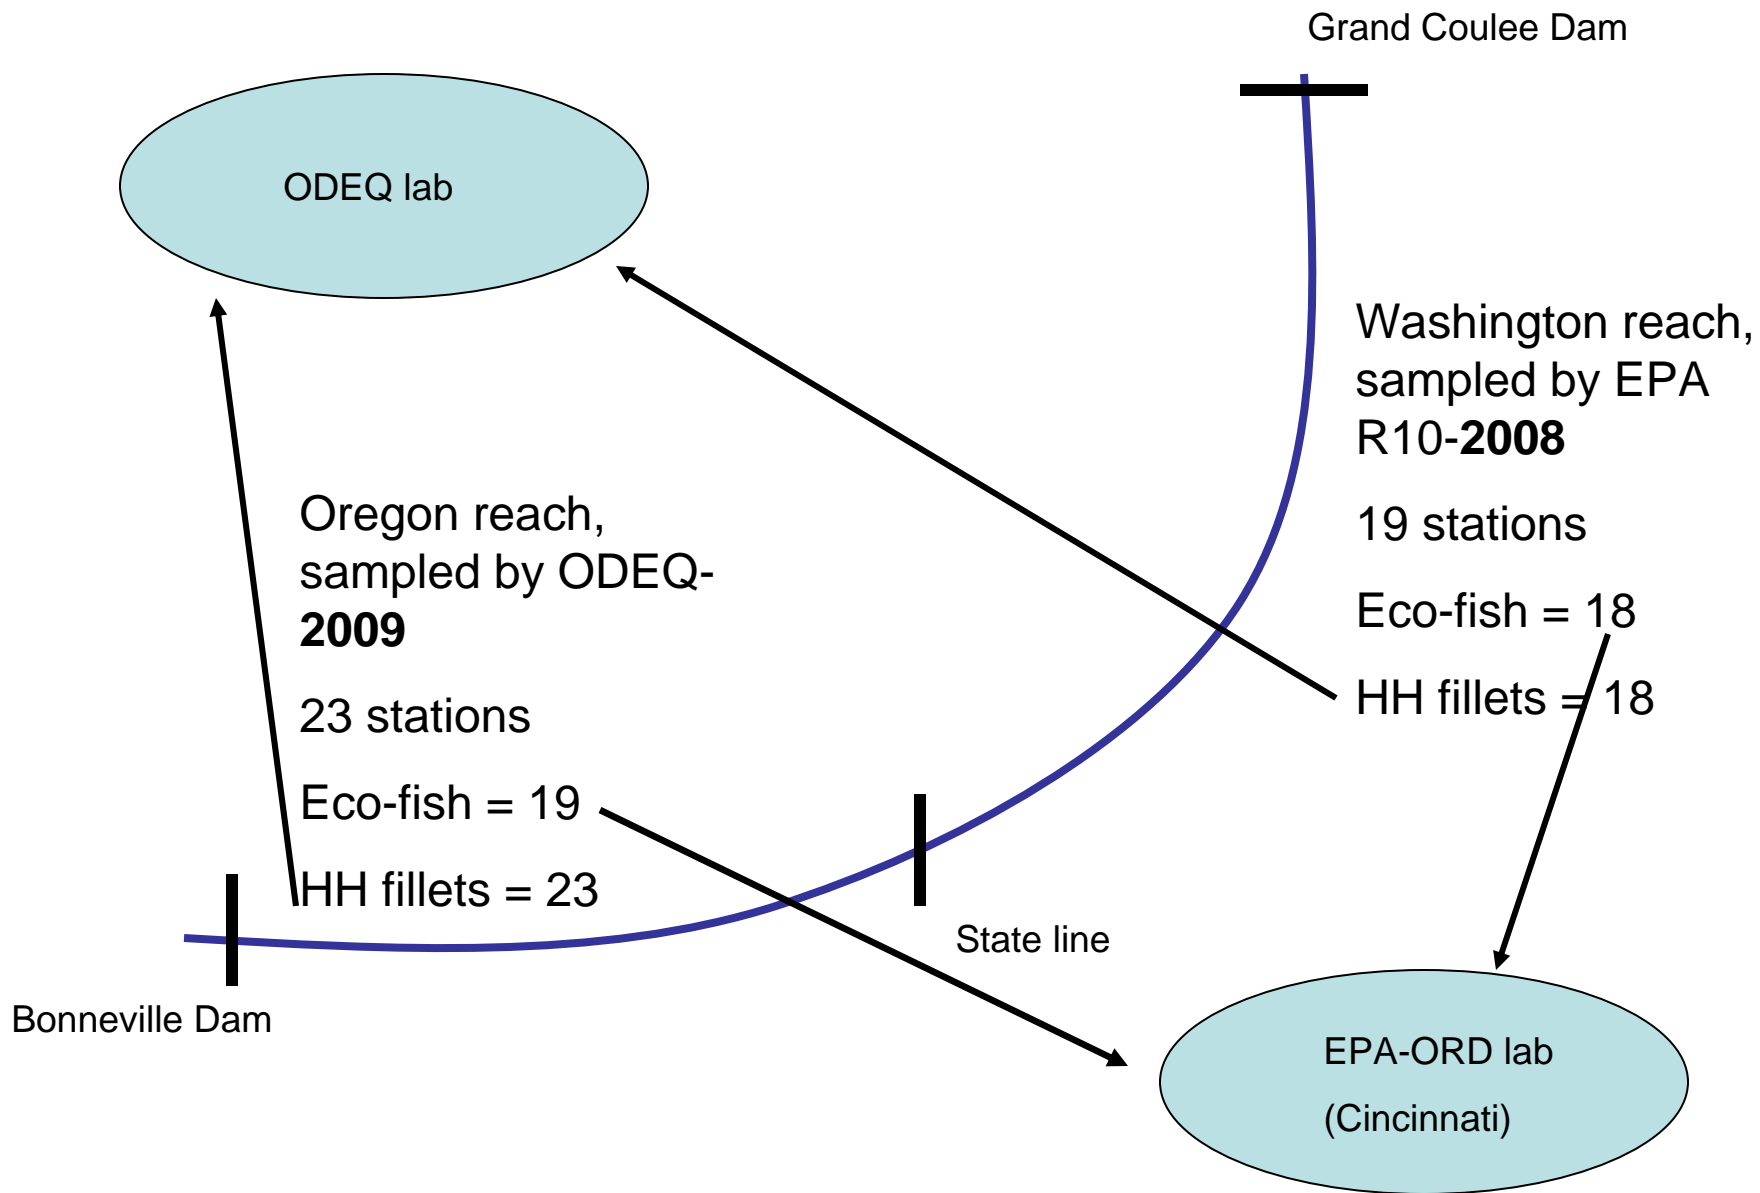 Grand Coulee Dam
ODEQ lab
Washington reach,
sampled by EPA
R10-2008
19 stations
Eco-fish = 18
HH fillets = 18
Oregon reach,
sampled by ODEQ-
2009
23 stations
Eco-fish = 19
HH fillets = 23
State line
Bonneville Dam
EPA-ORD lab
(Cincinnati)